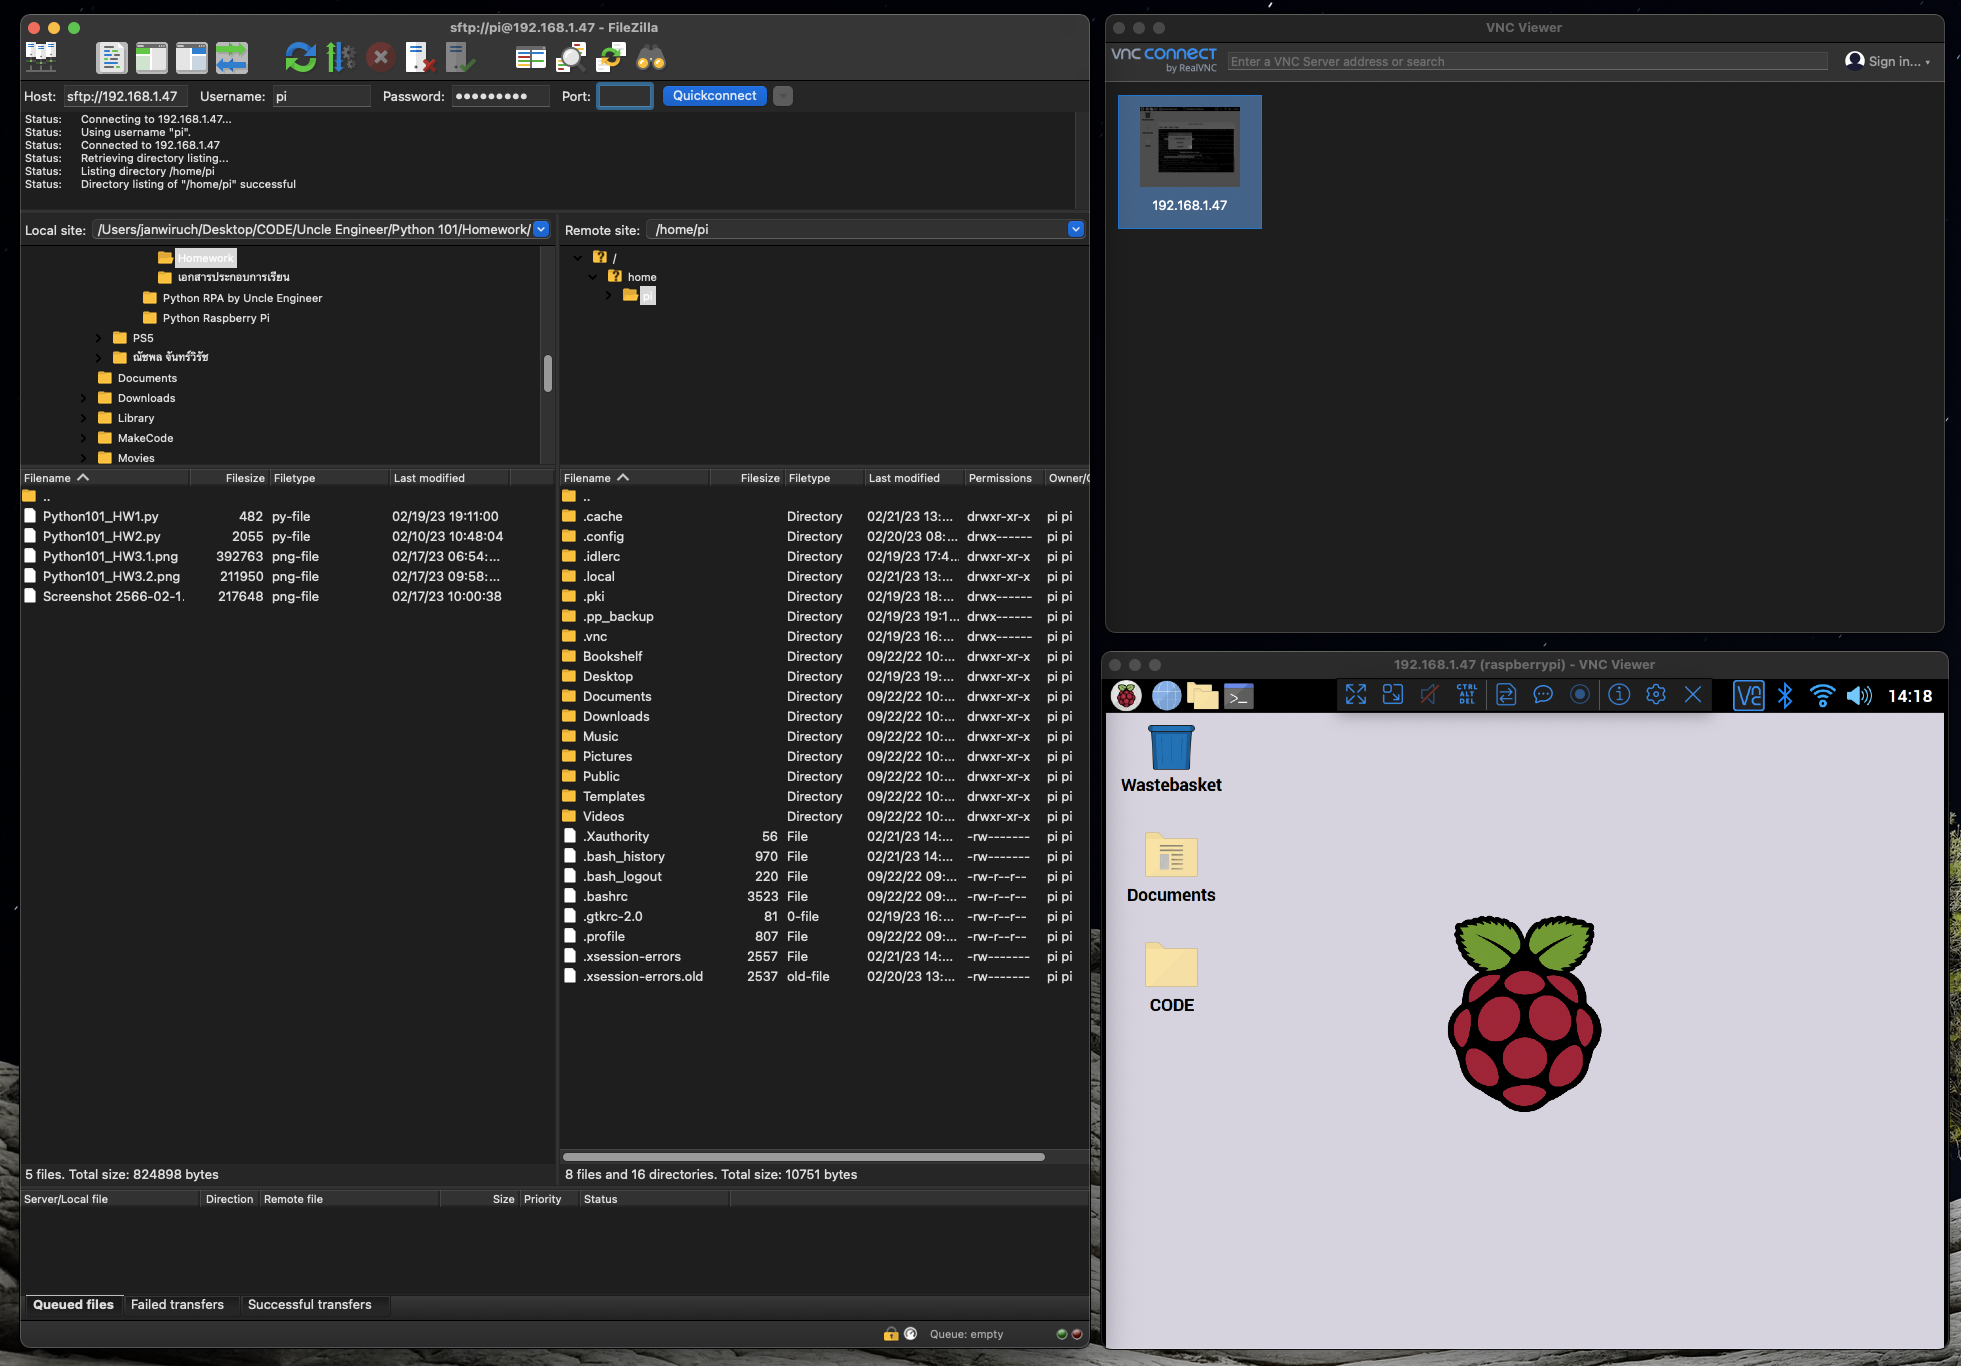 sftp://pi@192.168.1.47 - FileZilla
Host: sftp://192.168.1.47 Username: pi Password: ●●●●●●●●● Port: Quickconnect
Status: Connecting to 192.168.1.47...
Status: Using username "pi".
Status: Connected to 192.168.1.47
Status: Retrieving directory listing...
Status: Listing directory /home/pi
Status: Directory listing of "/home/pi" successful
Local site: /Users/janwiruch/Desktop/CODE/Uncle Engineer/Python 101/Homework/
Homework
เอกสารประกอบการเรียน
Python RPA by Uncle Engineer
Python Raspberry Pi
PS5
ณัชพล จันทร์วิรัช
Documents
Downloads
Library
MakeCode
Movies
Filename Filesize Filetype Last modified
..
Python101_HW1.py 482 py-file 02/19/23 19:11:00
Python101_HW2.py 2055 py-file 02/10/23 10:48:04
Python101_HW3.1.png 392763 png-file 02/17/23 06:54:...
Python101_HW3.2.png 211950 png-file 02/17/23 09:58:...
Screenshot 2566-02-1. 217648 png-file 02/17/23 10:00:38
5 files. Total size: 824898 bytes
Remote site: /home/pi
/
home
pi
Filename Filesize Filetype Last modified Permissions Owner/G
..
.cache Directory 02/21/23 13:... drwxr-xr-x pi pi
.config Directory 02/20/23 08:... drwx------ pi pi
.idlerc Directory 02/19/23 17:4... drwxr-xr-x pi pi
.local Directory 02/21/23 13:... drwxr-xr-x pi pi
.pki Directory 02/19/23 18:... drwx------ pi pi
.pp_backup Directory 02/19/23 19:1... drwx------ pi pi
.vnc Directory 02/19/23 16:... drwx------ pi pi
Bookshelf Directory 09/22/22 10:... drwxr-xr-x pi pi
Desktop Directory 02/19/23 19:... drwxr-xr-x pi pi
Documents Directory 09/22/22 10:... drwxr-xr-x pi pi
Downloads Directory 09/22/22 10:... drwxr-xr-x pi pi
Music Directory 09/22/22 10:... drwxr-xr-x pi pi
Pictures Directory 09/22/22 10:... drwxr-xr-x pi pi
Public Directory 09/22/22 10:... drwxr-xr-x pi pi
Templates Directory 09/22/22 10:... drwxr-xr-x pi pi
Videos Directory 09/22/22 10:... drwxr-xr-x pi pi
.Xauthority 56 File 02/21/23 14:... -rw------- pi pi
.bash_history 970 File 02/21/23 14:... -rw------- pi pi
.bash_logout 220 File 09/22/22 09:... -rw-r--r-- pi pi
.bashrc 3523 File 09/22/22 09:... -rw-r--r-- pi pi
.gtkrc-2.0 81 0-file 02/19/23 16:... -rw-r--r-- pi pi
.profile 807 File 09/22/22 09:... -rw-r--r-- pi pi
.xsession-errors 2557 File 02/21/23 14:... -rw------- pi pi
.xsession-errors.old 2537 old-file 02/20/23 13:... -rw------- pi pi
8 files and 16 directories. Total size: 10751 bytes
Server/Local file Direction Remote file Size Priority Status
Queued files Failed transfers Successful transfers
Queue: empty
VNC Viewer
VNC CONNECT
by RealVNC
Enter a VNC Server address or search
Sign in...
192.168.1.47
192.168.1.47 (raspberrypi) - VNC Viewer
>_
CTRL
ALT
DEL
14:18
Wastebasket
Documents
CODE